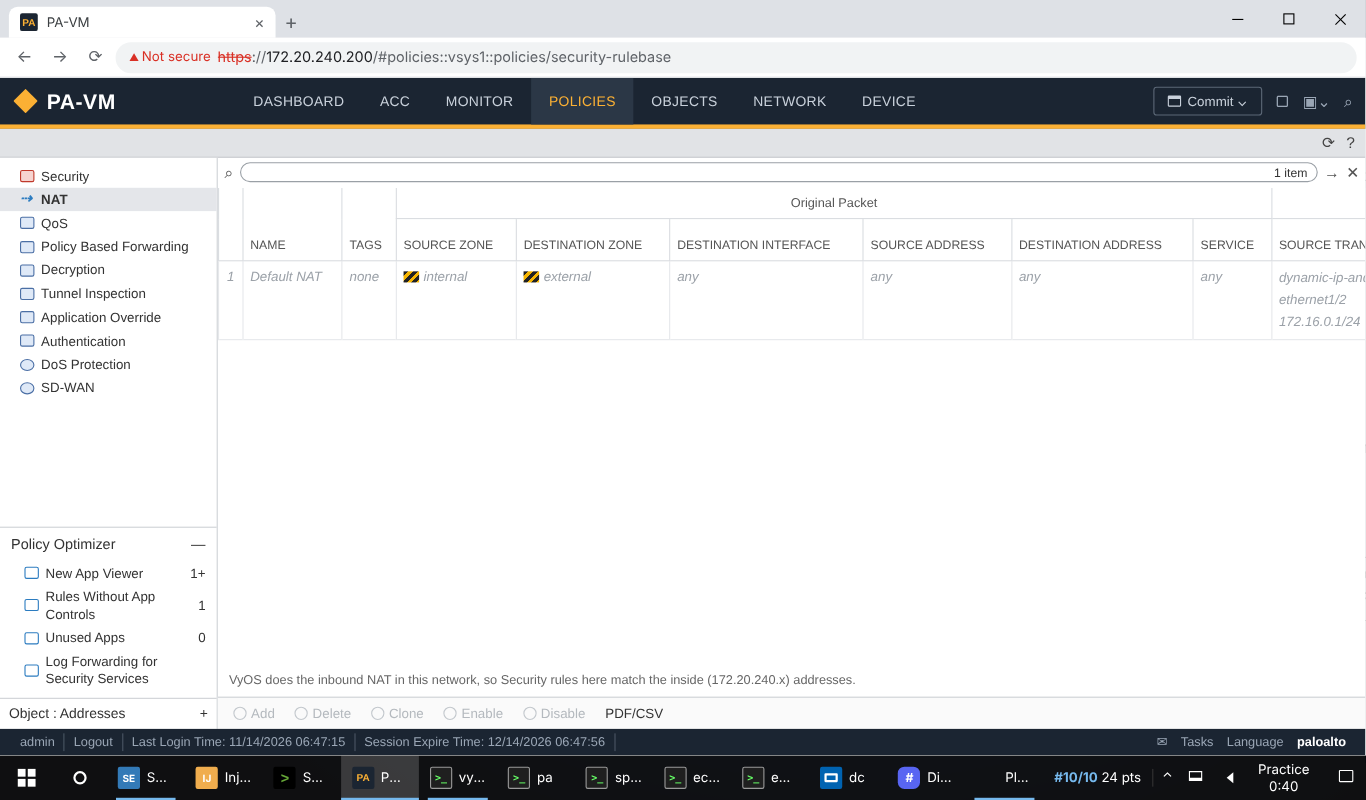 PA PA-VM
Not secure https://172.20.240.200/#policies::vsys1::policies/security-rulebase
PA-VM DASHBOARD ACC MONITOR POLICIES OBJECTS NETWORK DEVICE Commit
Security
NAT
QoS
Policy Based Forwarding
Decryption
Tunnel Inspection
Application Override
Authentication
DoS Protection
SD-WAN
Policy Optimizer
New App Viewer 1+
Rules Without App
Controls 1
Unused Apps 0
Log Forwarding for
Security Services
Object : Addresses +
1 item
Original Packet
NAME TAGS SOURCE ZONE DESTINATION ZONE DESTINATION INTERFACE SOURCE ADDRESS DESTINATION ADDRESS SERVICE SOURCE TRAN
1 Default NAT none internal external any any any any dynamic-ip-and
ethernet1/2
172.16.0.1/24
VyOS does the inbound NAT in this network, so Security rules here match the inside (172.20.240.x) addresses.
Add Delete Clone Enable Disable PDF/CSV
admin Logout Last Login Time: 11/14/2026 06:47:15 Session Expire Time: 12/14/2026 06:47:56 Tasks Language paloalto
SE S... IJ Inj... > S... PA P... >_ vy... >_ pa >_ sp... >_ ec... >_ e... dc # Di... Pl... #10/10 24 pts Practice
0:40